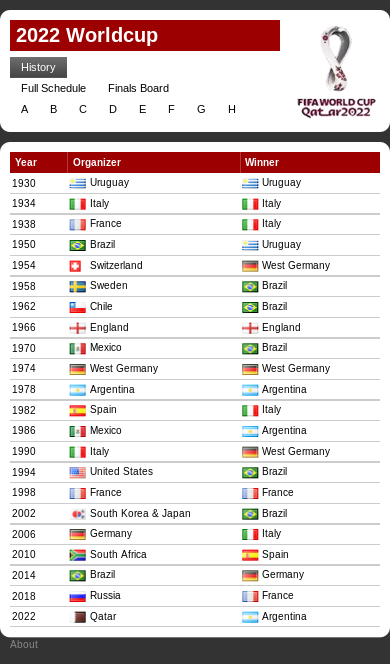 2022 Worldcup
History
Full Schedule Finals Board
A B C D E F G H
FIFA WORLD CUP
Qatar2022
Year Organizer Winner
1930 Uruguay Uruguay
1934 Italy Italy
1938 France Italy
1950 Brazil Uruguay
1954 Switzerland West Germany
1958 Sweden Brazil
1962 Chile Brazil
1966 England England
1970 Mexico Brazil
1974 West Germany West Germany
1978 Argentina Argentina
1982 Spain Italy
1986 Mexico Argentina
1990 Italy West Germany
1994 United States Brazil
1998 France France
2002 South Korea & Japan Brazil
2006 Germany Italy
2010 South Africa Spain
2014 Brazil Germany
2018 Russia France
2022 Qatar Argentina
About